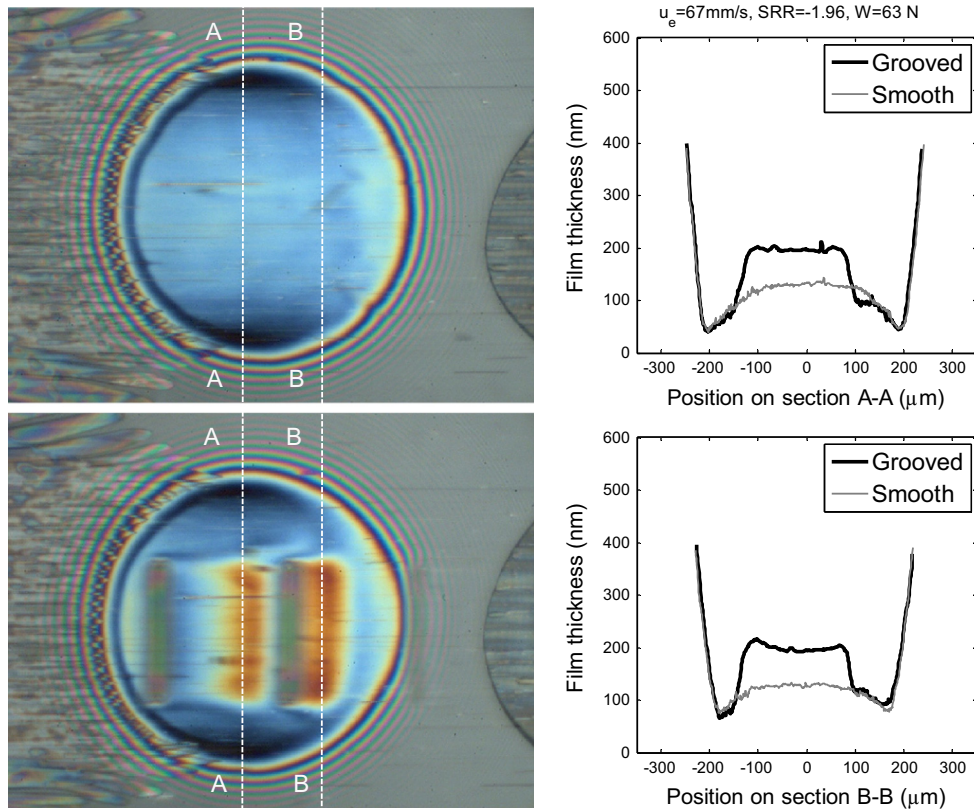 A B
A B
u_e=67mm/s, SRR=-1.96, W=63 N
600
500
400
300
200
100
0
Film thickness (nm)
Grooved
Smooth
-300 -200 -100 0 100 200 300
Position on section A-A (μm)
A B
A B
600
500
400
300
200
100
0
Film thickness (nm)
Grooved
Smooth
-300 -200 -100 0 100 200 300
Position on section B-B (μm)